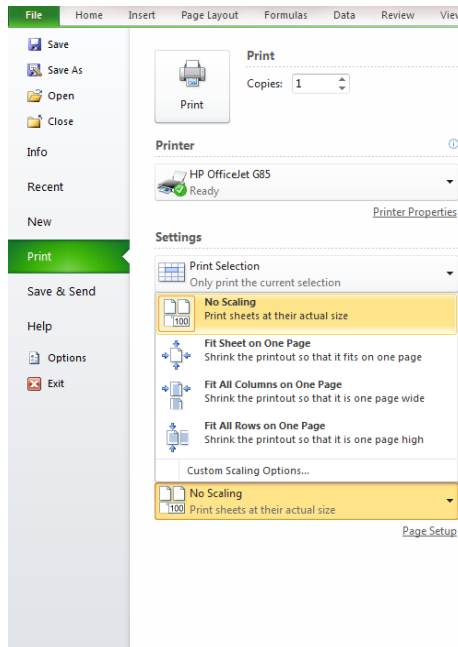 File Home Insert Page Layout Formulas Data Review View
Save
Save As
Open
Close
Info
Recent
New
Print
Save & Send
Help
Options
Exit
Print
Print
Copies: 1
Printer
HP OfficeJet G85
Ready
Printer Properties
Settings
Print Selection
Only print the current selection
No Scaling
100
Print sheets at their actual size
Fit Sheet on One Page
Shrink the printout so that it fits on one page
Fit All Columns on One Page
Shrink the printout so that it is one page wide
Fit All Rows on One Page
Shrink the printout so that it is one page high
Custom Scaling Options...
No Scaling
100
Print sheets at their actual size
Page Setup